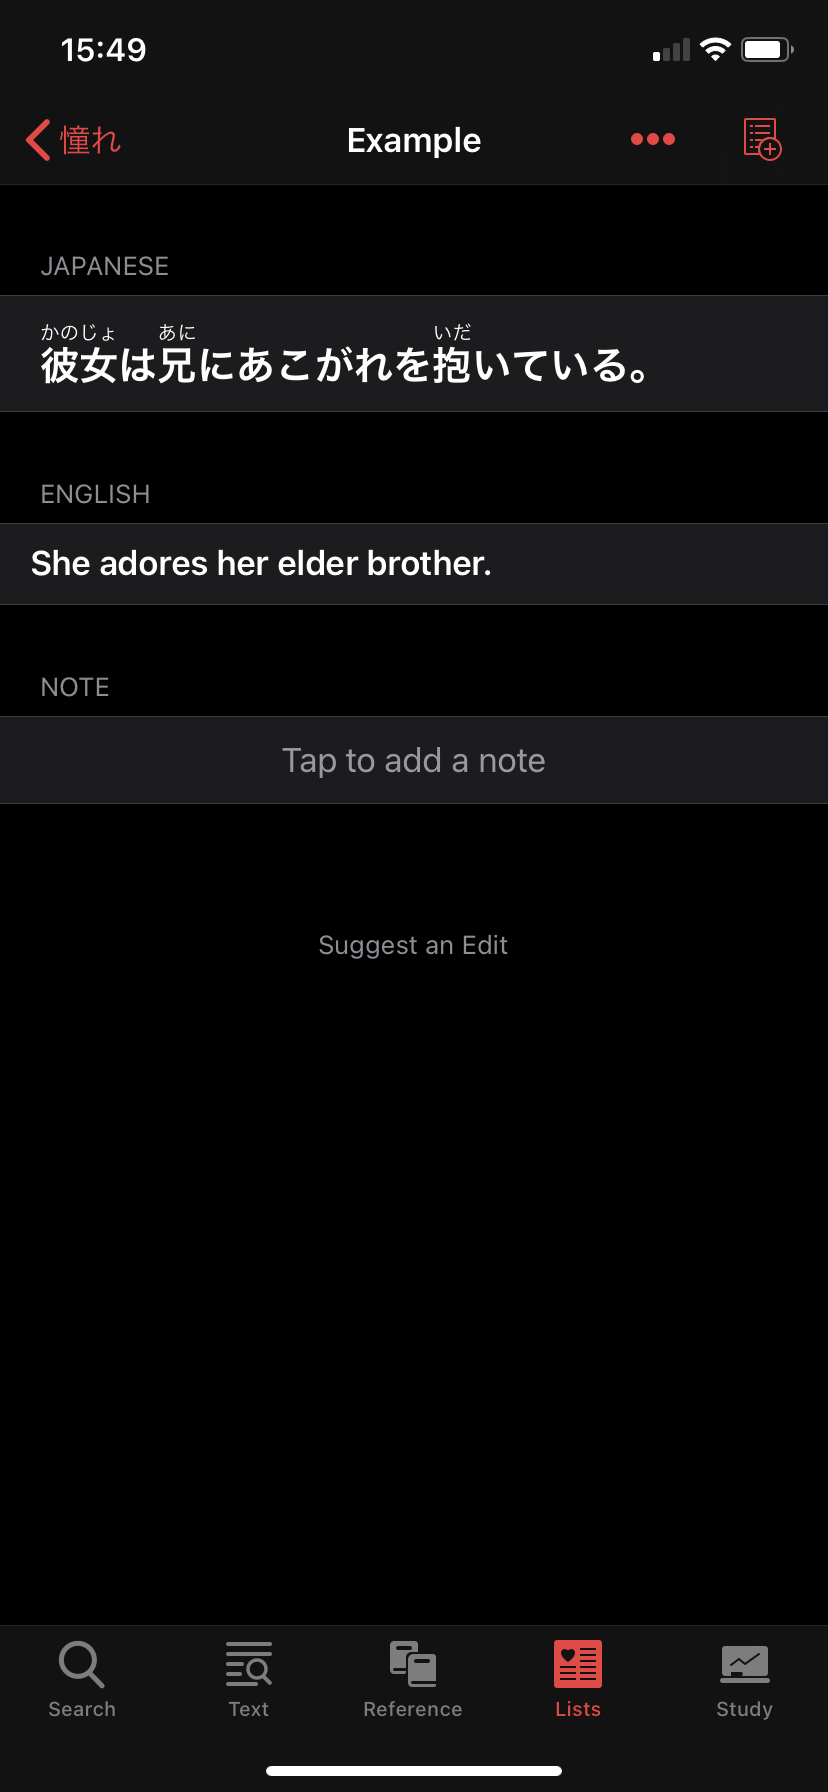 15:49
憧れ
Example
JAPANESE
かのじょ あに いだ
彼女は兄にあこがれを抱いている。
ENGLISH
She adores her elder brother.
NOTE
Tap to add a note
Suggest an Edit
Search Text Reference Lists Study